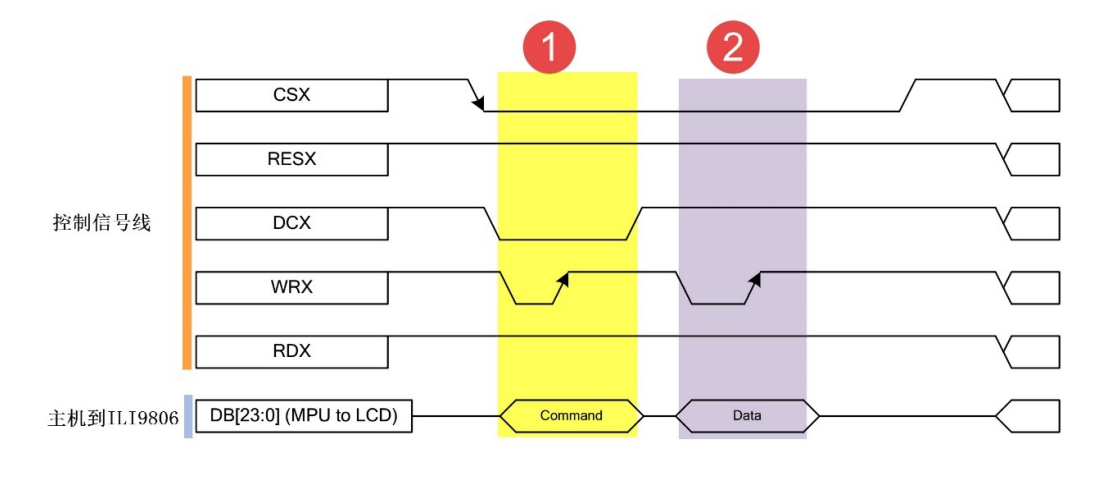 1
2
CSX
RESX
DCX
WRX
RDX
控制信号线
主机到ILI9806
DB[23:0] (MPU to LCD)
Command
Data